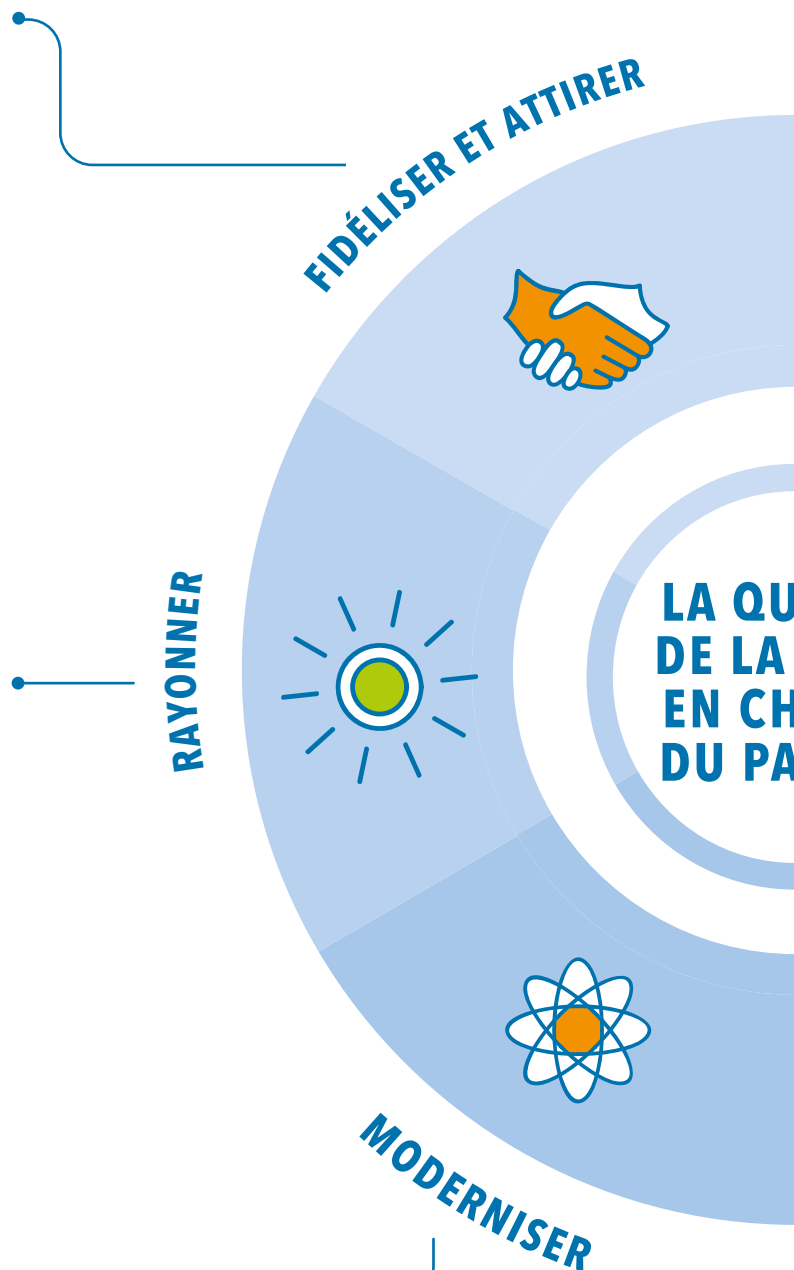 FIDÉLISER ET ATTIRER
RAYONNER
LA QU
DE LA
EN CH
DU PA
MODERNISER